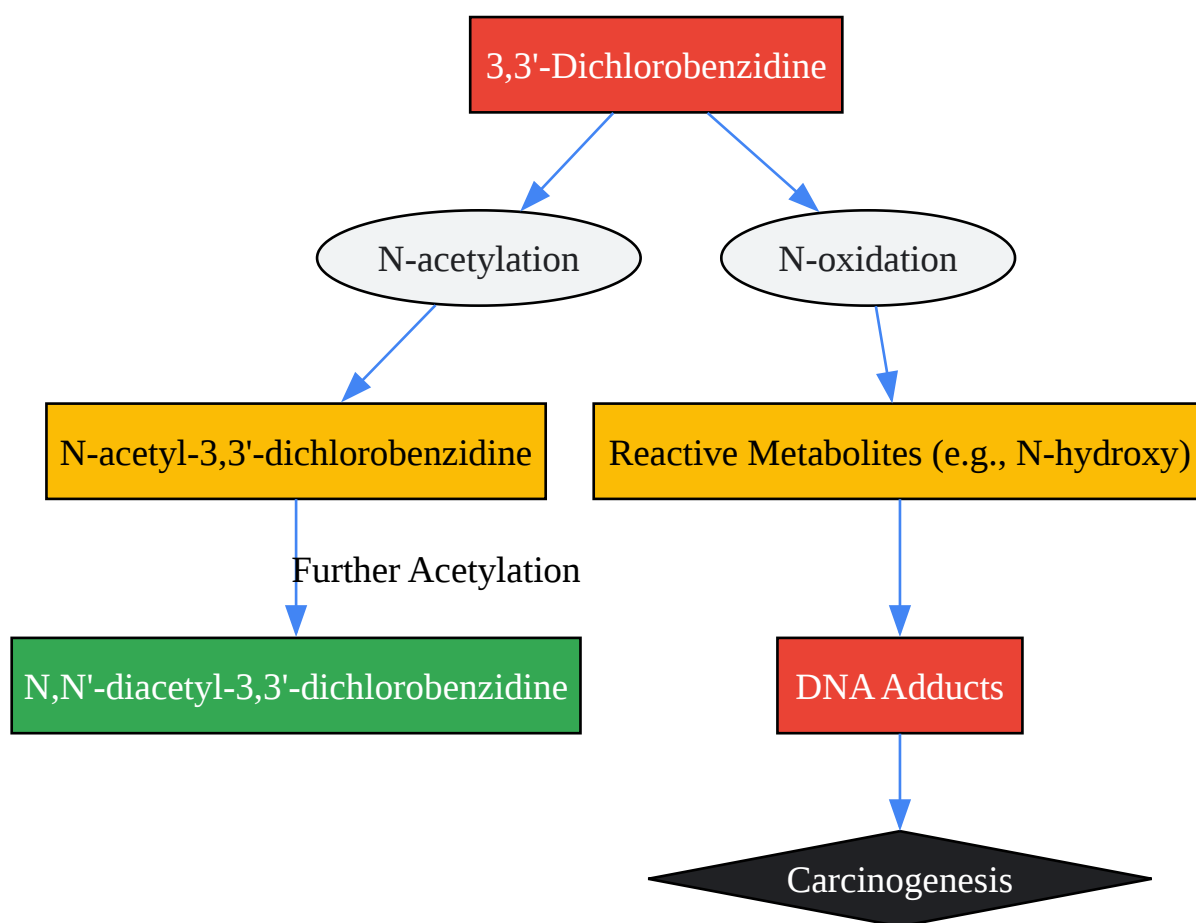 3,3'-Dichlorobenzidine
N-acetylation
N-oxidation
N-acetyl-3,3'-dichlorobenzidine
Reactive Metabolites (e.g., N-hydroxy)
Further Acetylation
N,N'-diacetyl-3,3'-dichlorobenzidine
DNA Adducts
Carcinogenesis